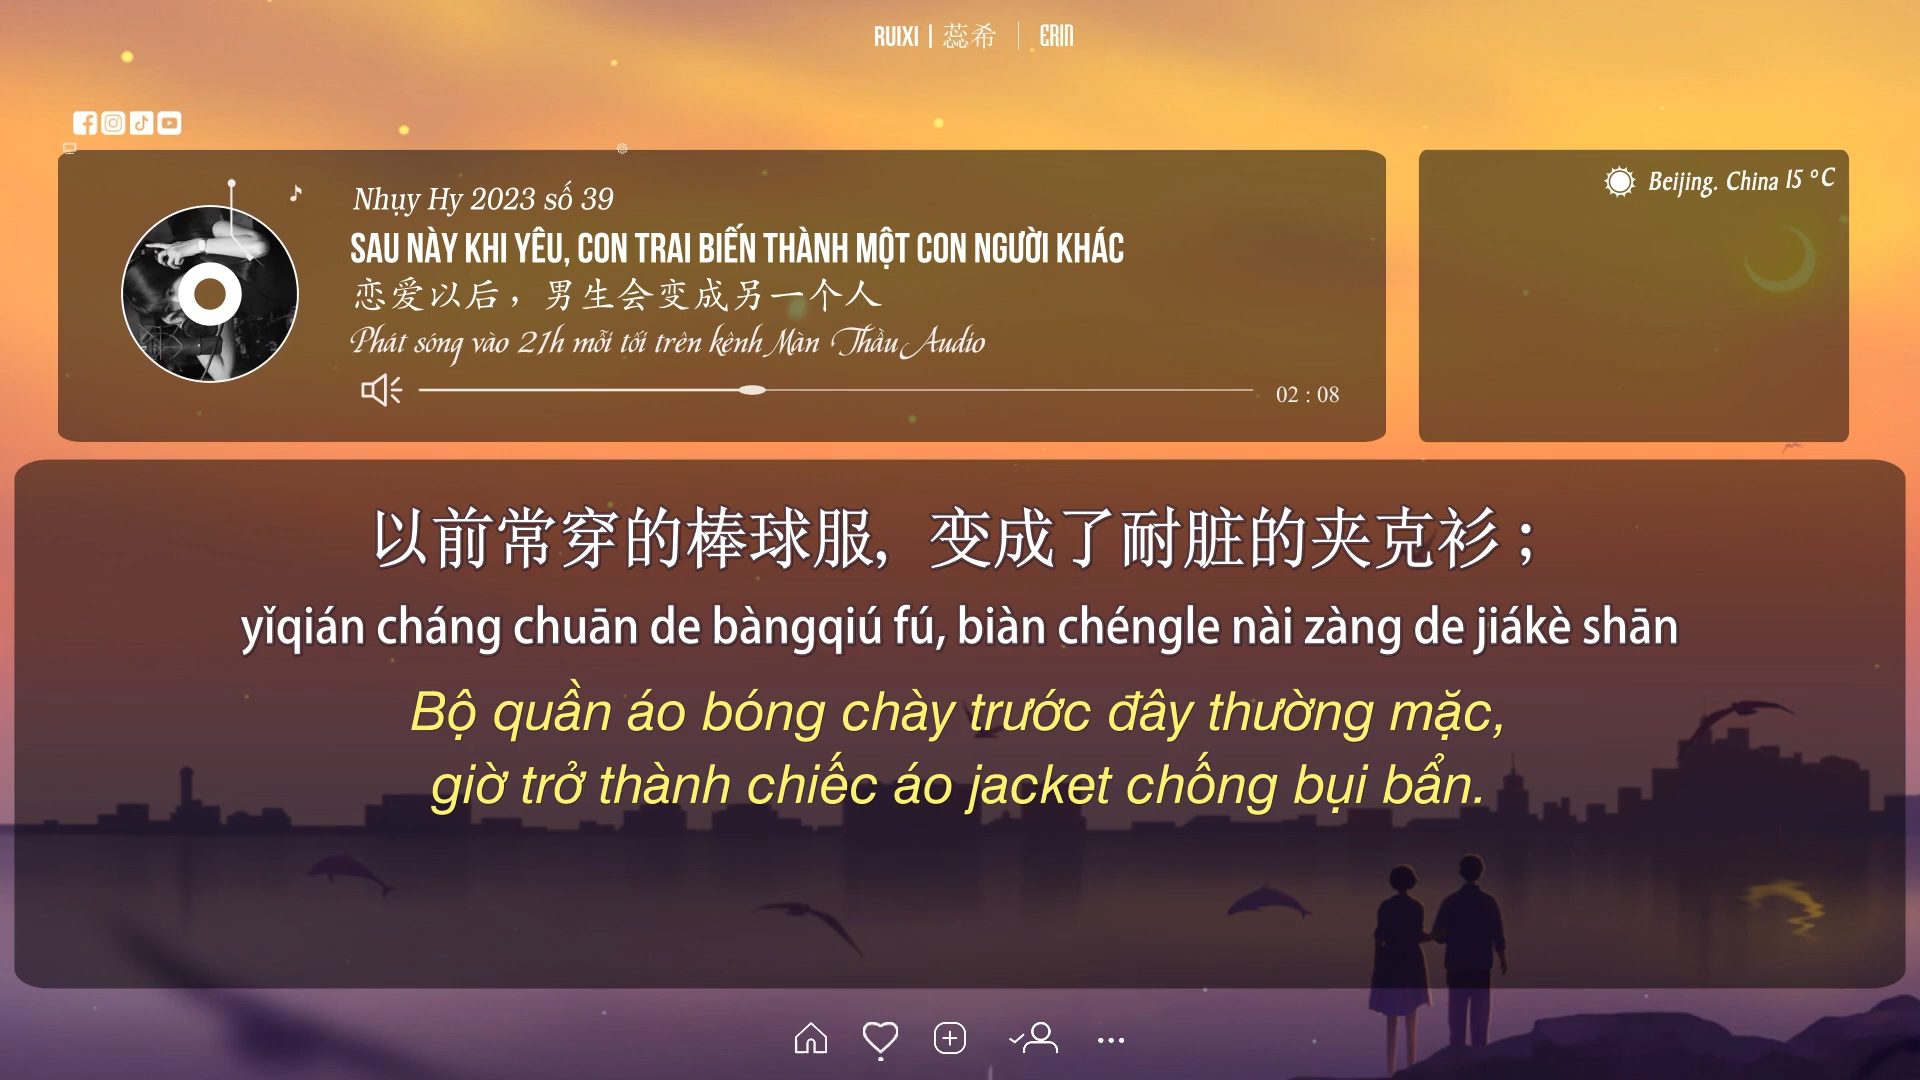 RUIXI | 蕊希 | ERIN
Nhụy Hy 2023 số 39
SAU NÀY KHI YÊU, CON TRAI BIẾN THÀNH MỘT CON NGƯỜI KHÁC
恋爱以后，男生会变成另一个人
Phát sóng vào 21h mỗi tối trên kênh Màn Thầu Audio
02 : 08
Beijing. China 15 °C
以前常穿的棒球服，变成了耐脏的夹克衫；
yǐqián cháng chuān de bàngqiú fú, biàn chéngle nài zàng de jiákè shān
Bộ quần áo bóng chày trước đây thường mặc,
giờ trở thành chiếc áo jacket chống bụi bẩn.